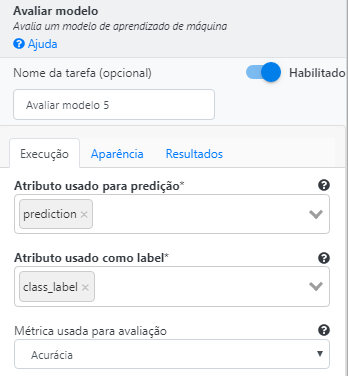 Avaliar modelo
Avalia um modelo de aprendizado de máquina
? Ajuda
Nome da tarefa (opcional)
Habilitado
Avaliar modelo 5
Execução Aparência Resultados
Atributo usado para predição* ?
prediction ×
Atributo usado como label* ?
class_label ×
Métrica usada para avaliação ?
Acurácia